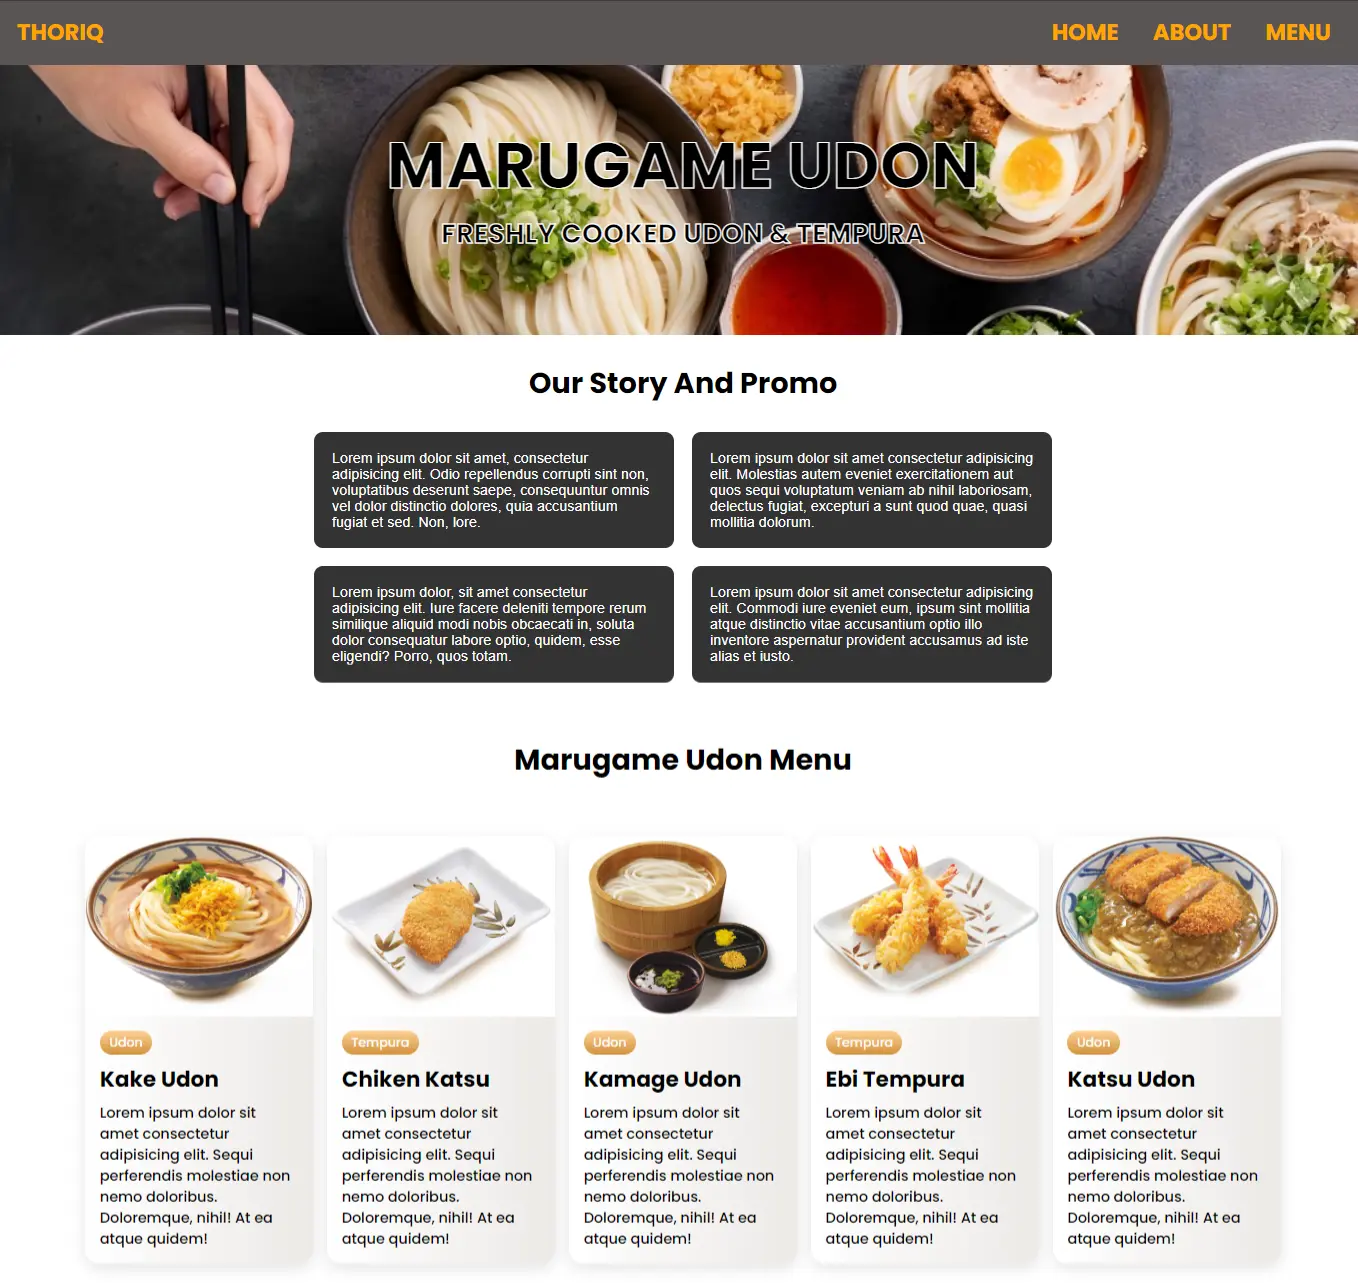 THORIQ HOME ABOUT MENU
MARUGAME UDON
FRESHLY COOKED UDON & TEMPURA
Our Story And Promo
Lorem ipsum dolor sit amet, consectetur
adipisicing elit. Odio repellendus corrupti sint non,
voluptatibus deserunt saepe, consequuntur omnis
vel dolor distinctio dolores, quia accusantium
fugiat et sed. Non, lore.
Lorem ipsum dolor sit amet consectetur adipisicing
elit. Molestias autem eveniet exercitationem aut
quos sequi voluptatum veniam ab nihil laboriosam,
delectus fugiat, excepturi a sunt quod quae, quasi
mollitia dolorum.
Lorem ipsum dolor, sit amet consectetur
adipisicing elit. Iure facere deleniti tempore rerum
similique aliquid modi nobis obcaecati in, soluta
dolor consequatur labore optio, quidem, esse
eligendi? Porro, quos totam.
Lorem ipsum dolor sit amet consectetur adipisicing
elit. Commodi iure eveniet eum, ipsum sint mollitia
atque distinctio vitae accusantium optio illo
inventore aspernatur provident accusamus ad iste
alias et iusto.
Marugame Udon Menu
Udon
Kake Udon
Lorem ipsum dolor sit
amet consectetur
adipisicing elit. Sequi
perferendis molestiae non
nemo doloribus.
Doloremque, nihil! At ea
atque quidem!
Tempura
Chiken Katsu
Lorem ipsum dolor sit
amet consectetur
adipisicing elit. Sequi
perferendis molestiae non
nemo doloribus.
Doloremque, nihil! At ea
atque quidem!
Udon
Kamage Udon
Lorem ipsum dolor sit
amet consectetur
adipisicing elit. Sequi
perferendis molestiae non
nemo doloribus.
Doloremque, nihil! At ea
atque quidem!
Tempura
Ebi Tempura
Lorem ipsum dolor sit
amet consectetur
adipisicing elit. Sequi
perferendis molestiae non
nemo doloribus.
Doloremque, nihil! At ea
atque quidem!
Udon
Katsu Udon
Lorem ipsum dolor sit
amet consectetur
adipisicing elit. Sequi
perferendis molestiae non
nemo doloribus.
Doloremque, nihil! At ea
atque quidem!